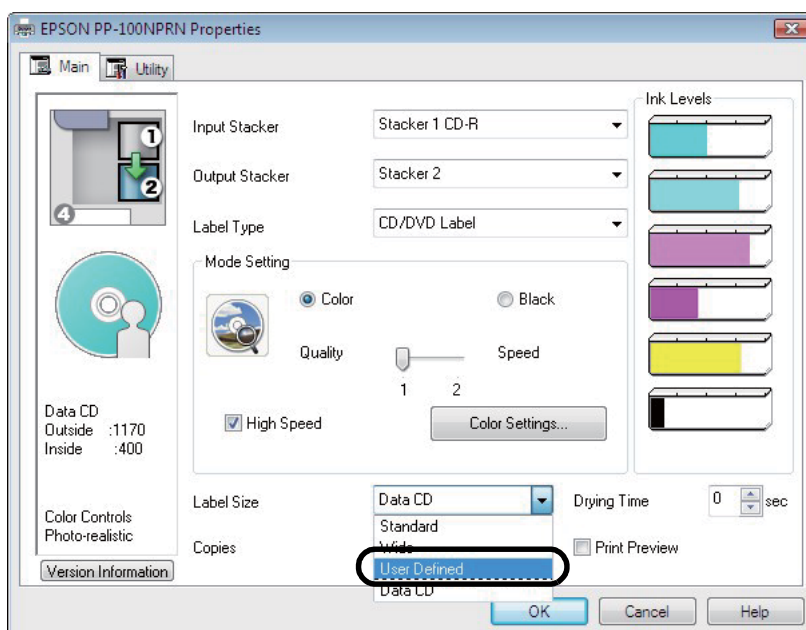 EPSON PP-100NPRN Properties
Main
Utility
1
2
4
Data CD
Outside :1170
Inside :400
Color Controls
Photo-realistic
Version Information
Input Stacker
Stacker 1 CD-R
Output Stacker
Stacker 2
Label Type
CD/DVD Label
Mode Setting
Color
Black
Quality
Speed
1 2
High Speed
Color Settings...
Ink Levels
Label Size
Data CD
Drying Time
0
sec
Standard
Copies
Wide
Print Preview
User Defined
Data CD
OK
Cancel
Help